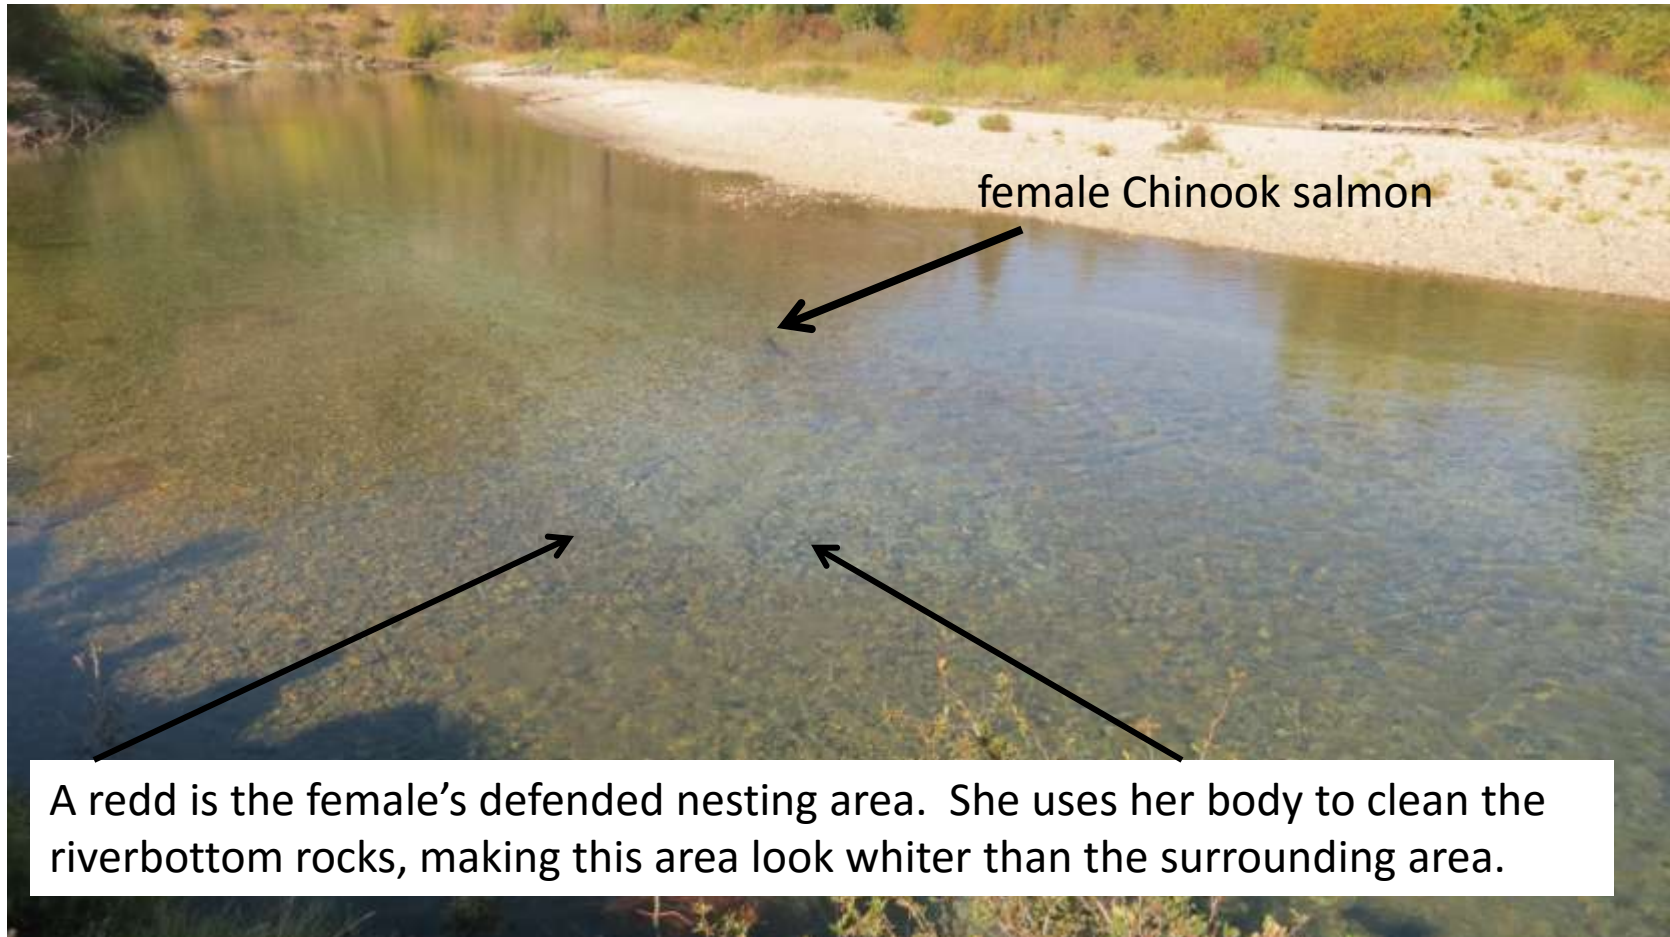 female Chinook salmon
A redd is the female’s defended nesting area.  She uses her body to clean the
riverbottom rocks, making this area look whiter than the surrounding area.